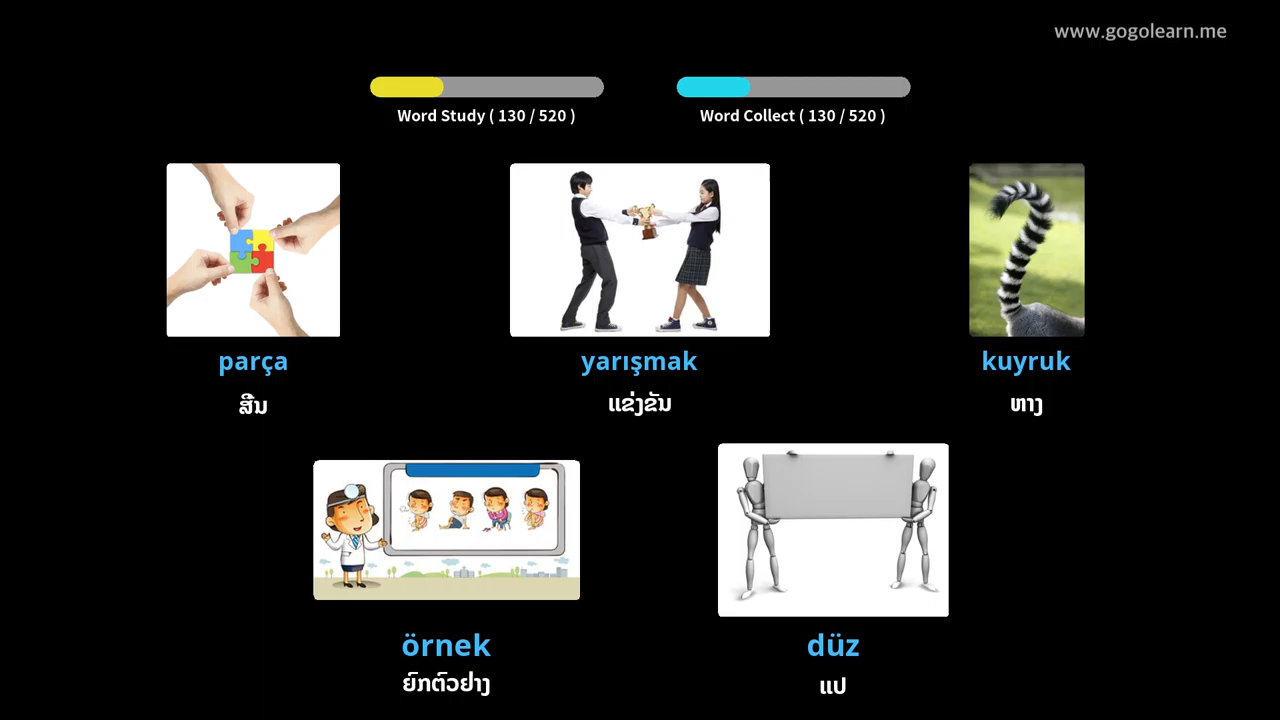 www.gogolearn.me
Word Study ( 130 / 520 )
Word Collect ( 130 / 520 )
parça
yarışmak
kuyruk
ສີ້ນ
ແຂ່ງຂັນ
ຫາງ
örnek
düz
ຍົກຕົວຢ່າງ
ແປ